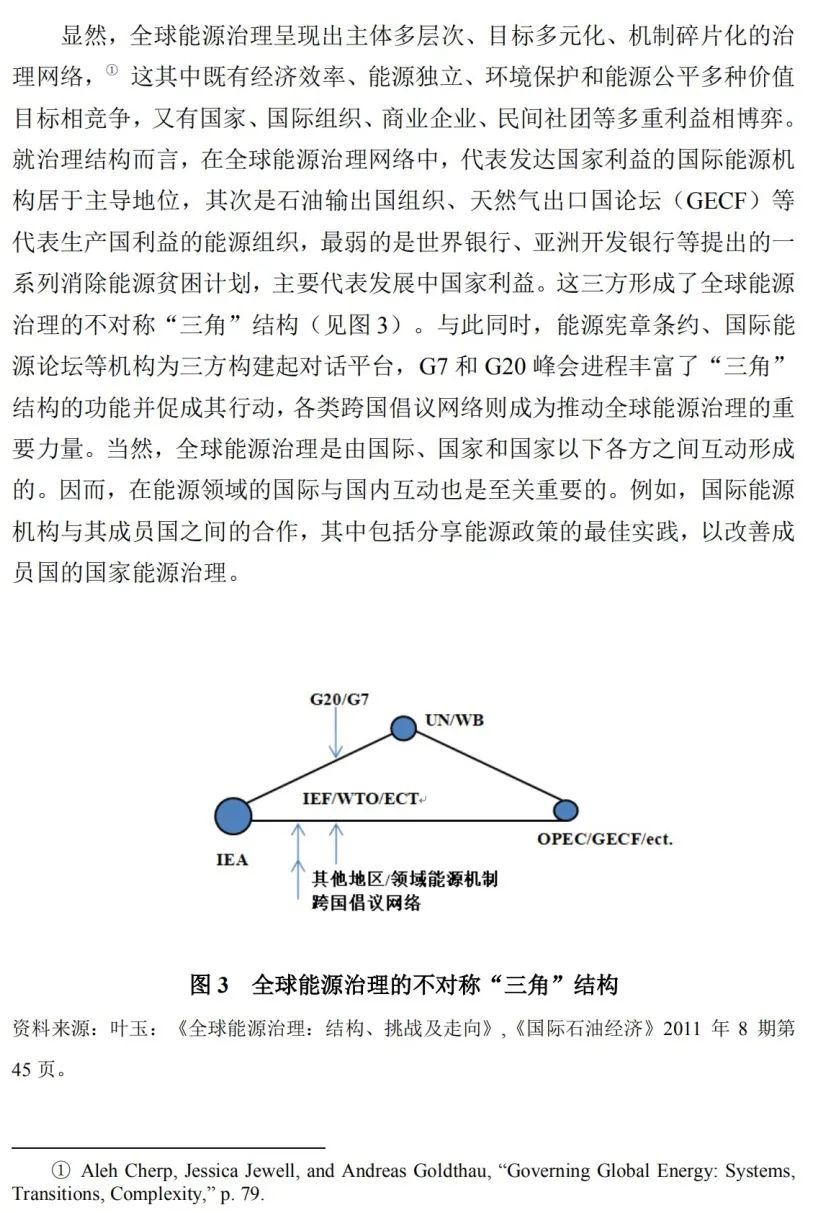 显然，全球能源治理呈现出主体多层次、目标多元化、机制碎片化的治
理网络，① 这其中既有经济效率、能源独立、环境保护和能源公平多种价值
目标相竞争，又有国家、国际组织、商业企业、民间社团等多重利益相博弈。
就治理结构而言，在全球能源治理网络中，代表发达国家利益的国际能源机
构居于主导地位，其次是石油输出国组织、天然气出口国论坛（GECF）等
代表生产国利益的能源组织，最弱的是世界银行、亚洲开发银行等提出的一
系列消除能源贫困计划，主要代表发展中国家利益。这三方形成了全球能源
治理的不对称“三角”结构（见图 3）。与此同时，能源宪章条约、国际能
源论坛等机构为三方构建起对话平台，G7 和 G20 峰会进程丰富了“三角”
结构的功能并促成其行动，各类跨国倡议网络则成为推动全球能源治理的重
要力量。当然，全球能源治理是由国际、国家和国家以下各方之间互动形成
的。因而，在能源领域的国际与国内互动也是至关重要的。例如，国际能源
机构与其成员国之间的合作，其中包括分享能源政策的最佳实践，以改善成
员国的国家能源治理。
G20/G7
UN/WB
IEF/WTO/ECT↵
OPEC/GECF/ect.
IEA
其他地区/领域能源机制
跨国倡议网络
图 3 全球能源治理的不对称“三角”结构
资料来源：叶玉：《全球能源治理：结构、挑战及走向》,《国际石油经济》2011 年 8 期第
45 页。
① Aleh Cherp, Jessica Jewell, and Andreas Goldthau, “Governing Global Energy: Systems,
Transitions, Complexity,” p. 79.